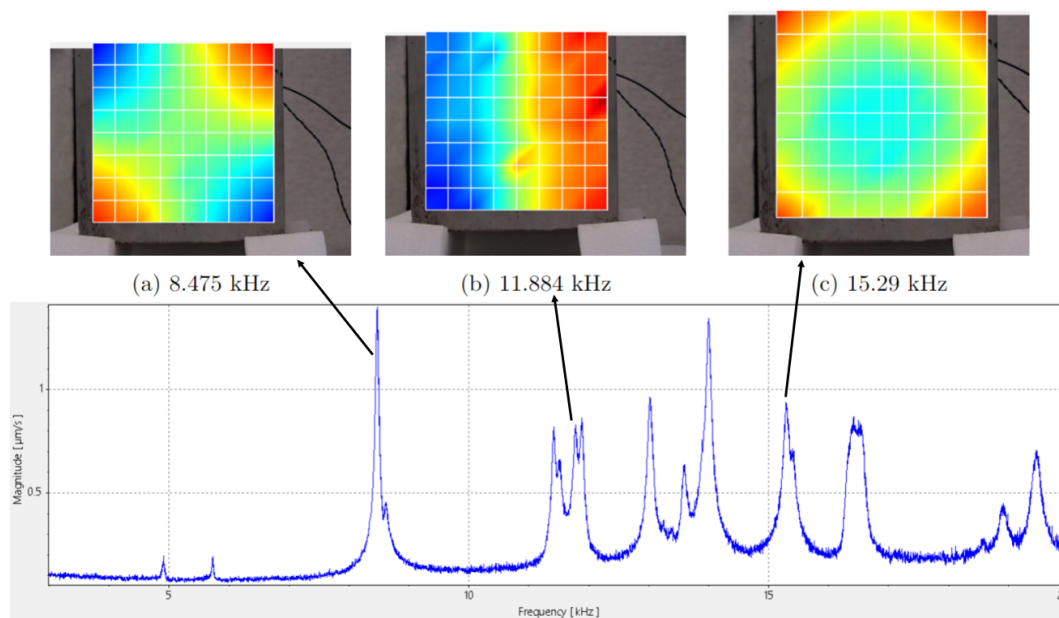 (a) 8.475 kHz
(b) 11.884 kHz
(c) 15.29 kHz
Magnitude [ µm/s ]
1
0.5
5
10
15
2
Frequency [ kHz ]